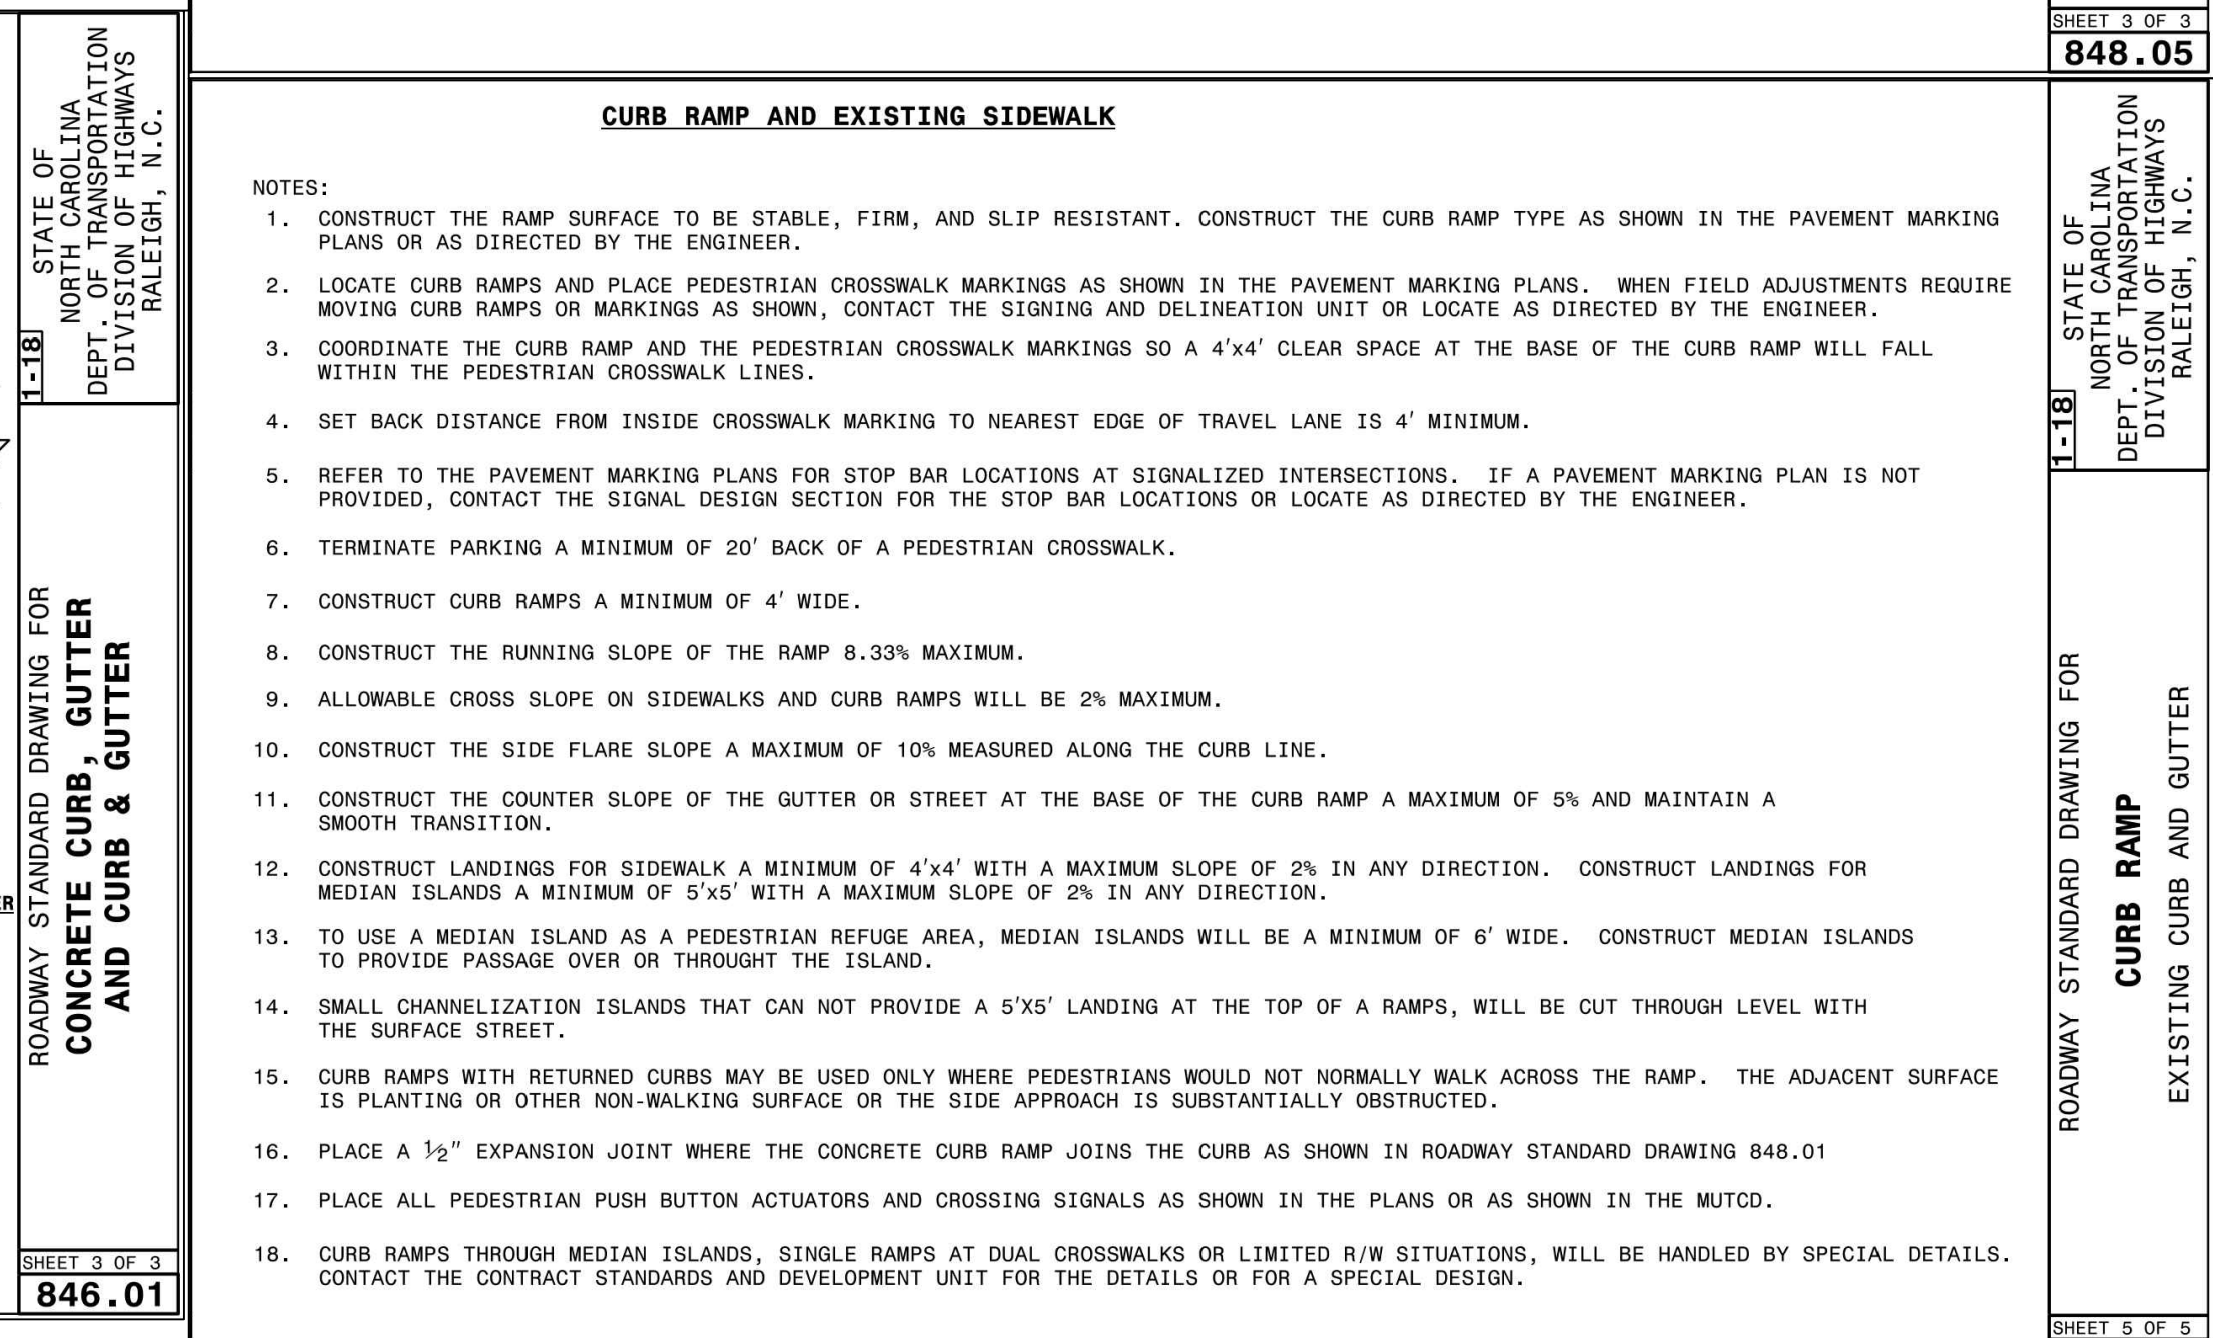 STATE OF
NORTH CAROLINA
DEPT. OF TRANSPORTATION
DIVISION OF HIGHWAYS
RALEIGH, N.C.
1-18
ROADWAY STANDARD DRAWING FOR
CONCRETE CURB, GUTTER
AND CURB & GUTTER
SHEET 3 OF 3
846.01
SHEET 3 OF 3
848.05
CURB RAMP AND EXISTING SIDEWALK
NOTES:
1. CONSTRUCT THE RAMP SURFACE TO BE STABLE, FIRM, AND SLIP RESISTANT. CONSTRUCT THE CURB RAMP TYPE AS SHOWN IN THE PAVEMENT MARKING
PLANS OR AS DIRECTED BY THE ENGINEER.
2. LOCATE CURB RAMPS AND PLACE PEDESTRIAN CROSSWALK MARKINGS AS SHOWN IN THE PAVEMENT MARKING PLANS. WHEN FIELD ADJUSTMENTS REQUIRE
MOVING CURB RAMPS OR MARKINGS AS SHOWN, CONTACT THE SIGNING AND DELINEATION UNIT OR LOCATE AS DIRECTED BY THE ENGINEER.
3. COORDINATE THE CURB RAMP AND THE PEDESTRIAN CROSSWALK MARKINGS SO A 4'x4' CLEAR SPACE AT THE BASE OF THE CURB RAMP WILL FALL
WITHIN THE PEDESTRIAN CROSSWALK LINES.
4. SET BACK DISTANCE FROM INSIDE CROSSWALK MARKING TO NEAREST EDGE OF TRAVEL LANE IS 4' MINIMUM.
5. REFER TO THE PAVEMENT MARKING PLANS FOR STOP BAR LOCATIONS AT SIGNALIZED INTERSECTIONS. IF A PAVEMENT MARKING PLAN IS NOT
PROVIDED, CONTACT THE SIGNAL DESIGN SECTION FOR THE STOP BAR LOCATIONS OR LOCATE AS DIRECTED BY THE ENGINEER.
6. TERMINATE PARKING A MINIMUM OF 20' BACK OF A PEDESTRIAN CROSSWALK.
7. CONSTRUCT CURB RAMPS A MINIMUM OF 4' WIDE.
8. CONSTRUCT THE RUNNING SLOPE OF THE RAMP 8.33% MAXIMUM.
9. ALLOWABLE CROSS SLOPE ON SIDEWALKS AND CURB RAMPS WILL BE 2% MAXIMUM.
10. CONSTRUCT THE SIDE FLARE SLOPE A MAXIMUM OF 10% MEASURED ALONG THE CURB LINE.
11. CONSTRUCT THE COUNTER SLOPE OF THE GUTTER OR STREET AT THE BASE OF THE CURB RAMP A MAXIMUM OF 5% AND MAINTAIN A
SMOOTH TRANSITION.
12. CONSTRUCT LANDINGS FOR SIDEWALK A MINIMUM OF 4'x4' WITH A MAXIMUM SLOPE OF 2% IN ANY DIRECTION. CONSTRUCT LANDINGS FOR
MEDIAN ISLANDS A MINIMUM OF 5'x5' WITH A MAXIMUM SLOPE OF 2% IN ANY DIRECTION.
13. TO USE A MEDIAN ISLAND AS A PEDESTRIAN REFUGE AREA, MEDIAN ISLANDS WILL BE A MINIMUM OF 6' WIDE. CONSTRUCT MEDIAN ISLANDS
TO PROVIDE PASSAGE OVER OR THROUGHT THE ISLAND.
14. SMALL CHANNELIZATION ISLANDS THAT CAN NOT PROVIDE A 5'X5' LANDING AT THE TOP OF A RAMPS, WILL BE CUT THROUGH LEVEL WITH
THE SURFACE STREET.
15. CURB RAMPS WITH RETURNED CURBS MAY BE USED ONLY WHERE PEDESTRIANS WOULD NOT NORMALLY WALK ACROSS THE RAMP. THE ADJACENT SURFACE
IS PLANTING OR OTHER NON-WALKING SURFACE OR THE SIDE APPROACH IS SUBSTANTIALLY OBSTRUCTED.
16. PLACE A ½" EXPANSION JOINT WHERE THE CONCRETE CURB RAMP JOINS THE CURB AS SHOWN IN ROADWAY STANDARD DRAWING 848.01
17. PLACE ALL PEDESTRIAN PUSH BUTTON ACTUATORS AND CROSSING SIGNALS AS SHOWN IN THE PLANS OR AS SHOWN IN THE MUTCD.
18. CURB RAMPS THROUGH MEDIAN ISLANDS, SINGLE RAMPS AT DUAL CROSSWALKS OR LIMITED R/W SITUATIONS, WILL BE HANDLED BY SPECIAL DETAILS.
CONTACT THE CONTRACT STANDARDS AND DEVELOPMENT UNIT FOR THE DETAILS OR FOR A SPECIAL DESIGN.
STATE OF
NORTH CAROLINA
DEPT. OF TRANSPORTATION
DIVISION OF HIGHWAYS
RALEIGH, N.C.
1-18
ROADWAY STANDARD DRAWING FOR
CURB RAMP
EXISTING CURB AND GUTTER
SHEET 5 OF 5